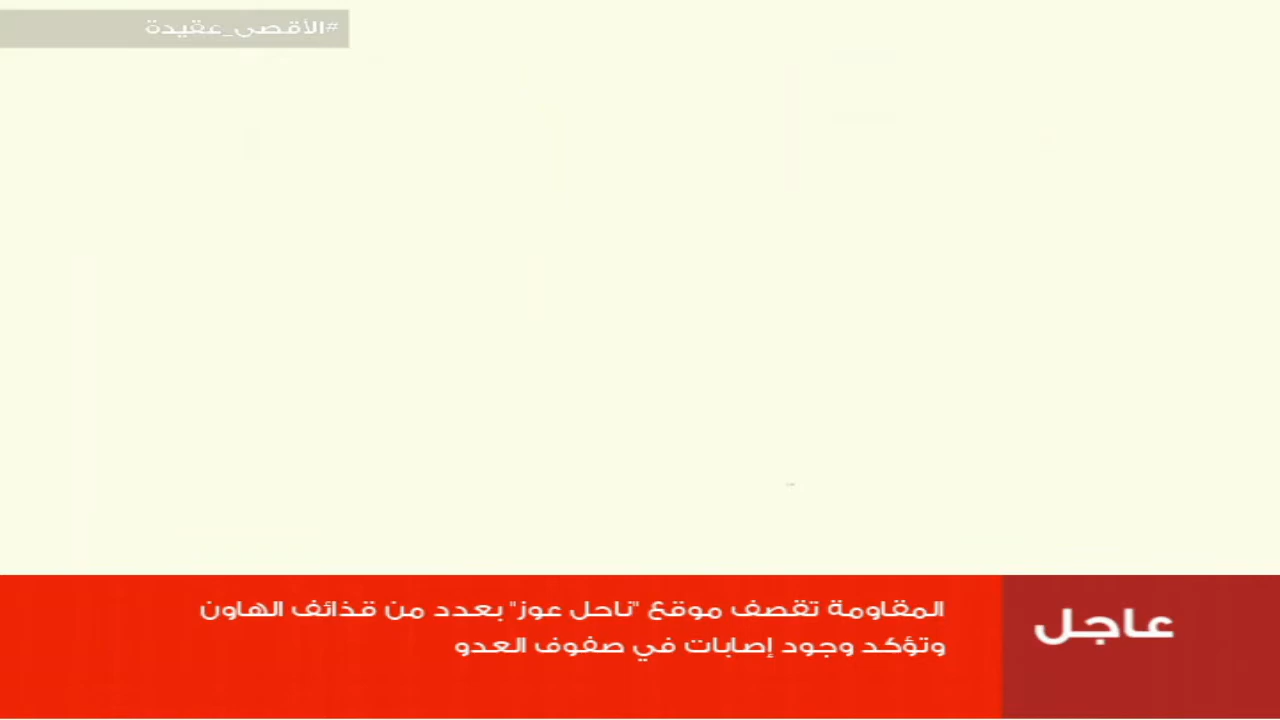 #الأقصى_عقيدة
عاجل
المقاومة تقصف موقع "ناحل عوز" بعدد من قذائف الهاون
وتؤكد وجود إصابات في صفوف العدو